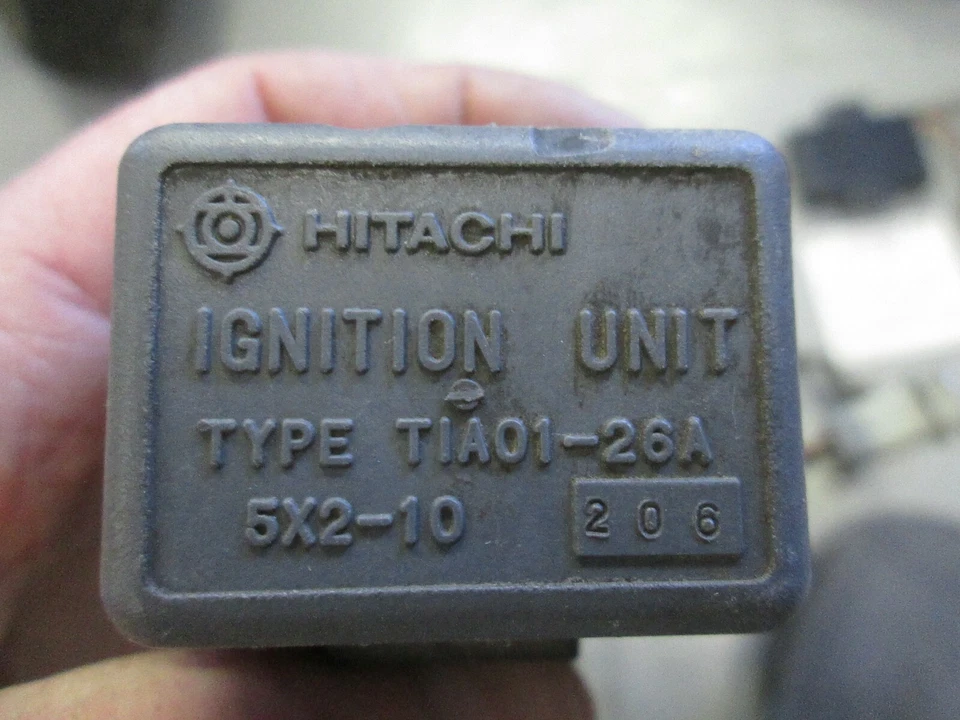 HITACHI
IGNITION UNIT
TYPE TIA01-26A
5X2-10 206